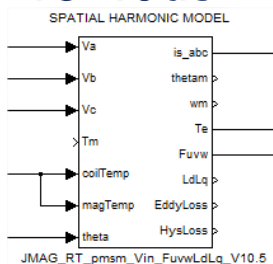 SPATIAL HARMONIC MODEL
Va
is_abc
thetam
Vb
wm
Vc
Te
Tm
Fuvw
coilTemp
LdLq
magTemp
EddyLoss
theta
HysLoss
JMAG_RT_pmsm_Vin_FuvwLdLq_V10.5